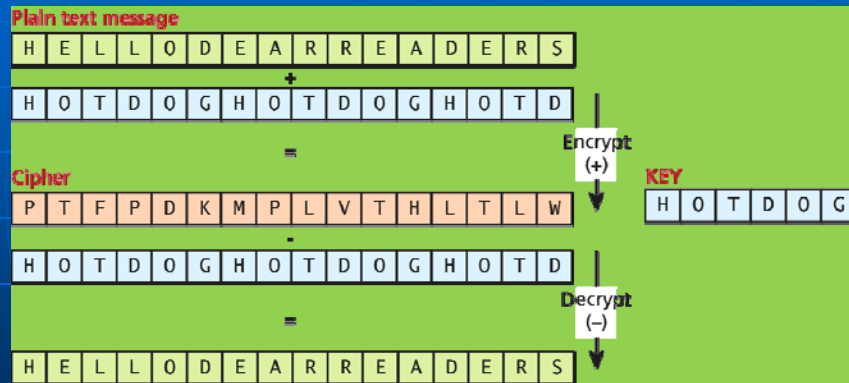 Plain text message
H E L L O D E A R R E A D E R S
+
H O T D O G H O T D O G H O T D
=
Encrypt
(+)
Cipher
P T F P D K M P L V T H L T L W
KEY
H O T D O G
-
H O T D O G H O T D O G H O T D
=
Decrypt
(–)
H E L L O D E A R R E A D E R S